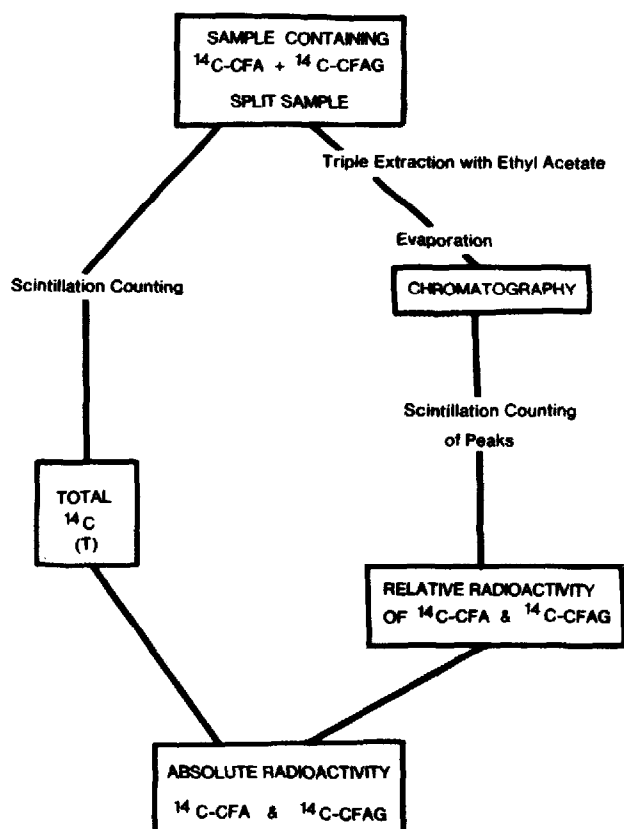 SAMPLE CONTAINING
¹⁴C-CFA + ¹⁴C-CFAG
SPLIT SAMPLE
Triple Extraction with Ethyl Acetate
Evaporation
Scintillation Counting
CHROMATOGRAPHY
Scintillation Counting
of Peaks
TOTAL
¹⁴C
(T)
RELATIVE RADIOACTIVITY
OF ¹⁴C-CFA & ¹⁴C-CFAG
ABSOLUTE RADIOACTIVITY
¹⁴C-CFA & ¹⁴C-CFAG